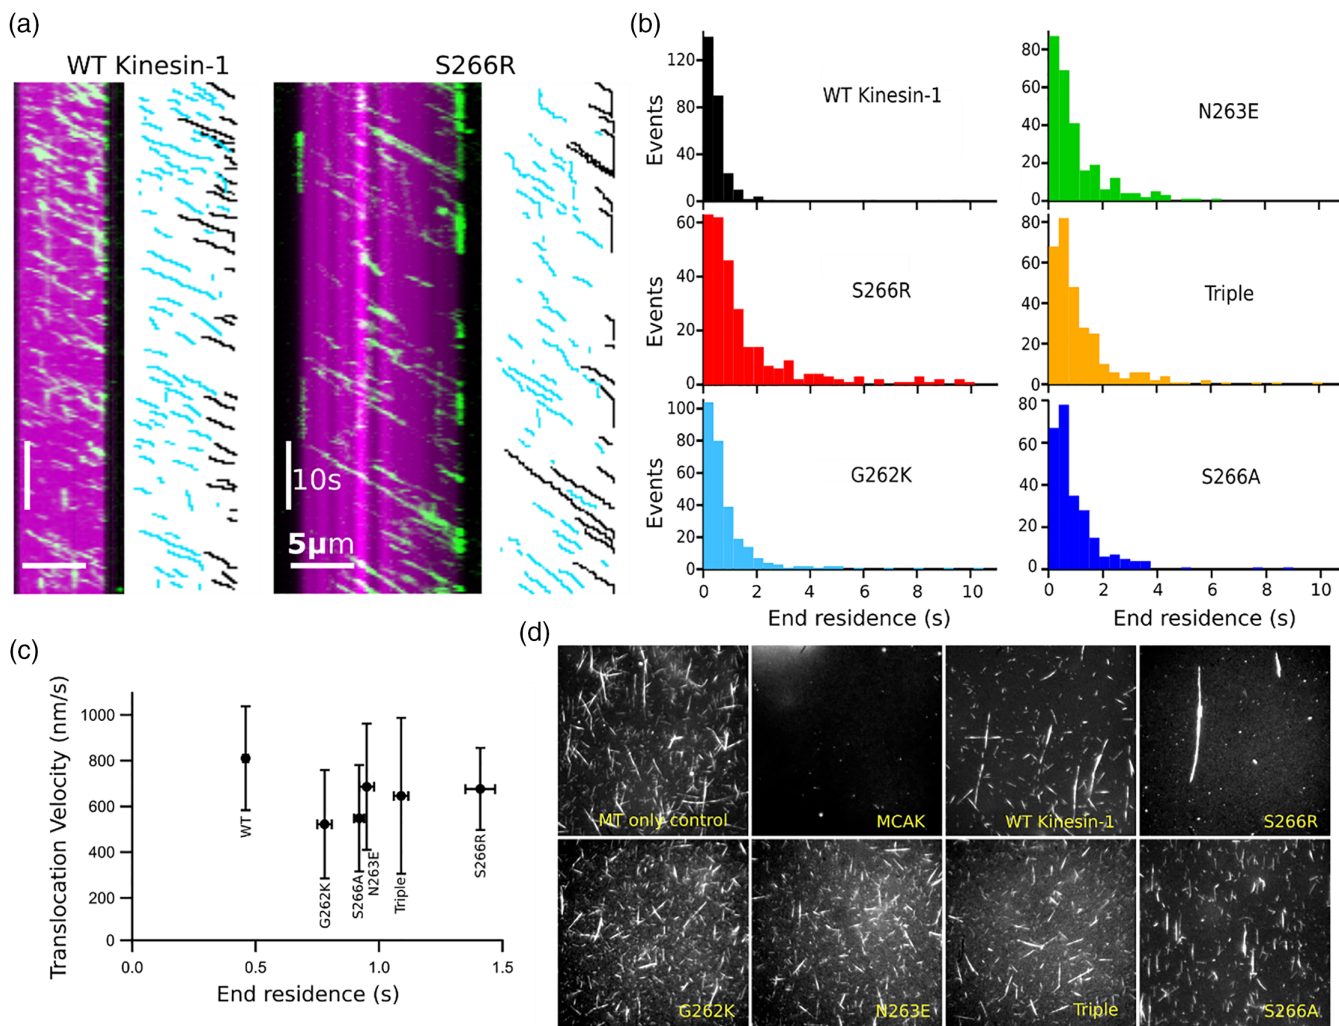 (a)
WT Kinesin-1
S266R
10s
5μm
(b)
Events
120
80
40
0
WT Kinesin-1
80
60
40
20
0
N263E
Events
60
40
20
0
S266R
80
60
40
20
0
Triple
Events
100
80
60
40
20
0
G262K
0 2 4 6 8 10
End residence (s)
80
60
40
20
0
S266A
0 2 4 6 8 10
End residence (s)
(c)
Translocation Velocity (nm/s)
1000
800
600
400
200
0
WT
G262K
S266A
N263E
Triple
S266R
0.0 0.5 1.0 1.5
End residence (s)
(d)
MT only control
MCAK
WT Kinesin-1
S266R
G262K
N263E
Triple
S266A